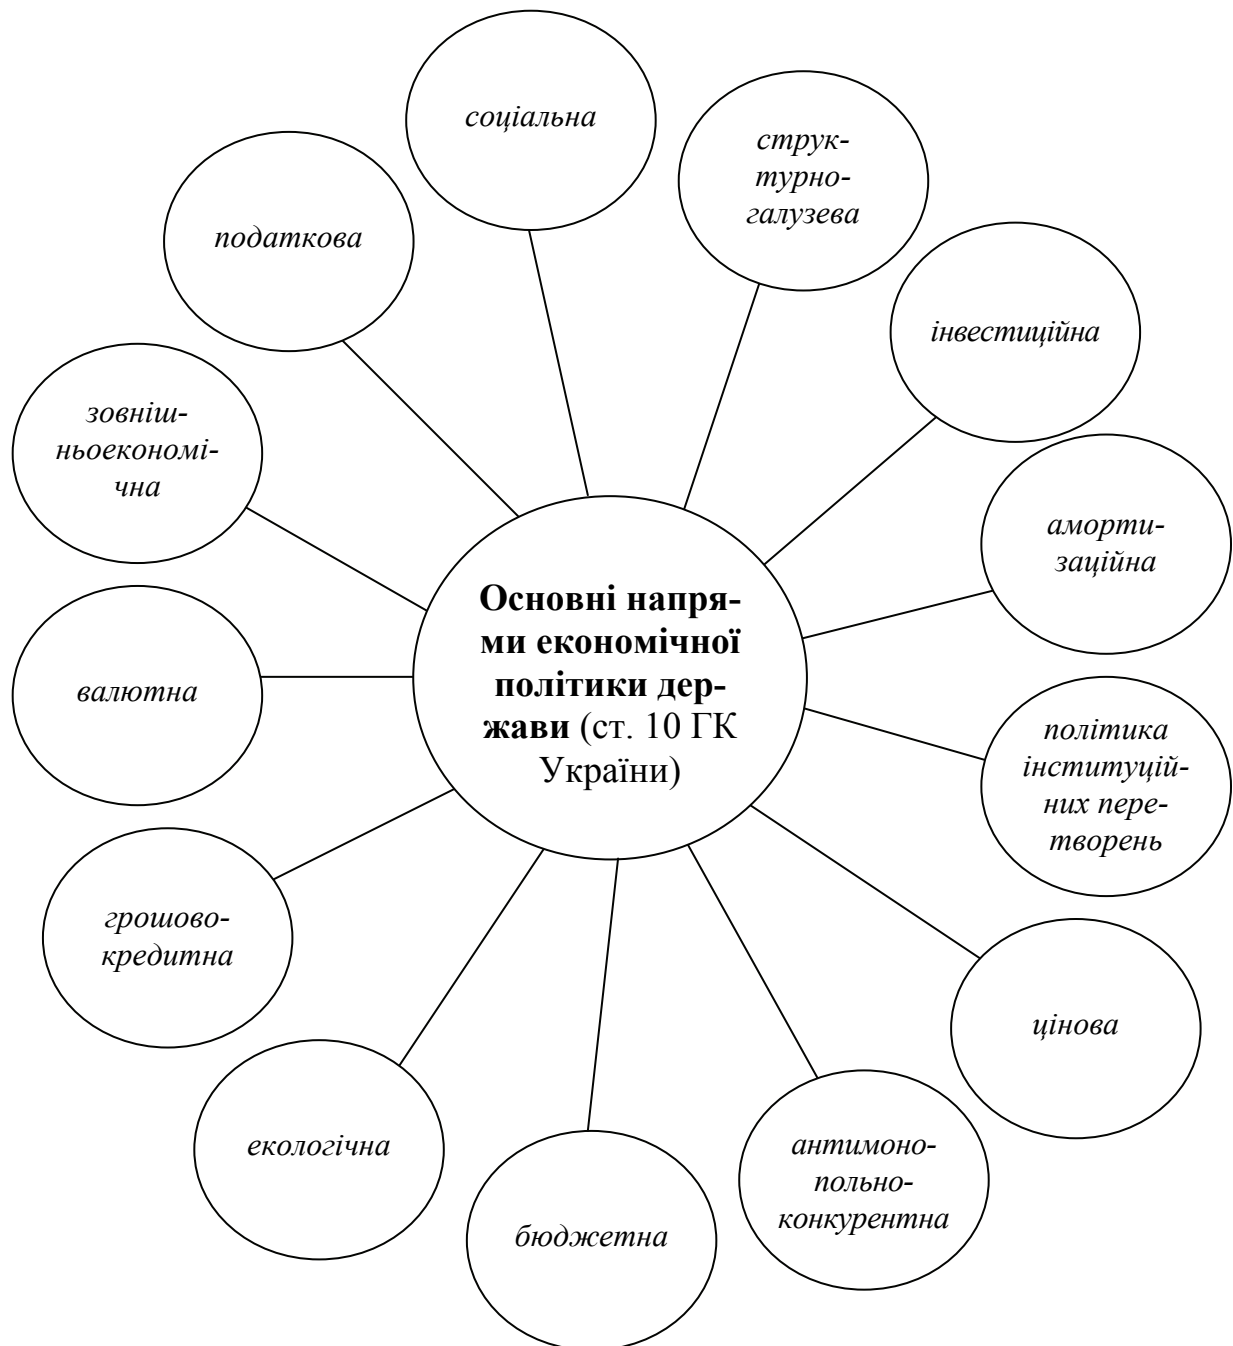 соціальна
струк-
турно-
галузева
податкова
інвестиційна
зовніш-
ньоекономі-
чна
аморти-
заційна
Основні напря-
ми економічної
політики дер-
жави (ст. 10 ГК
України)
валютна
політика
інституцій-
них пере-
творень
грошово-
кредитна
цінова
екологічна
антимоно-
польно-
конкурентна
бюджетна